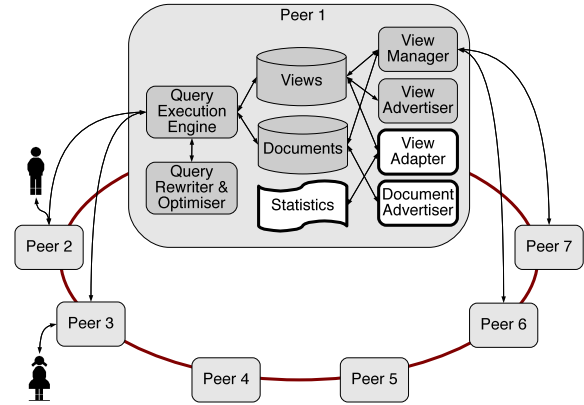 Peer 1
View
Manager
Views
Query
Execution
Engine
View
Advertiser
Documents
View
Adapter
Query
Rewriter &
Optimiser
Statistics
Document
Advertiser
Peer 2
Peer 7
Peer 3
Peer 6
Peer 4
Peer 5